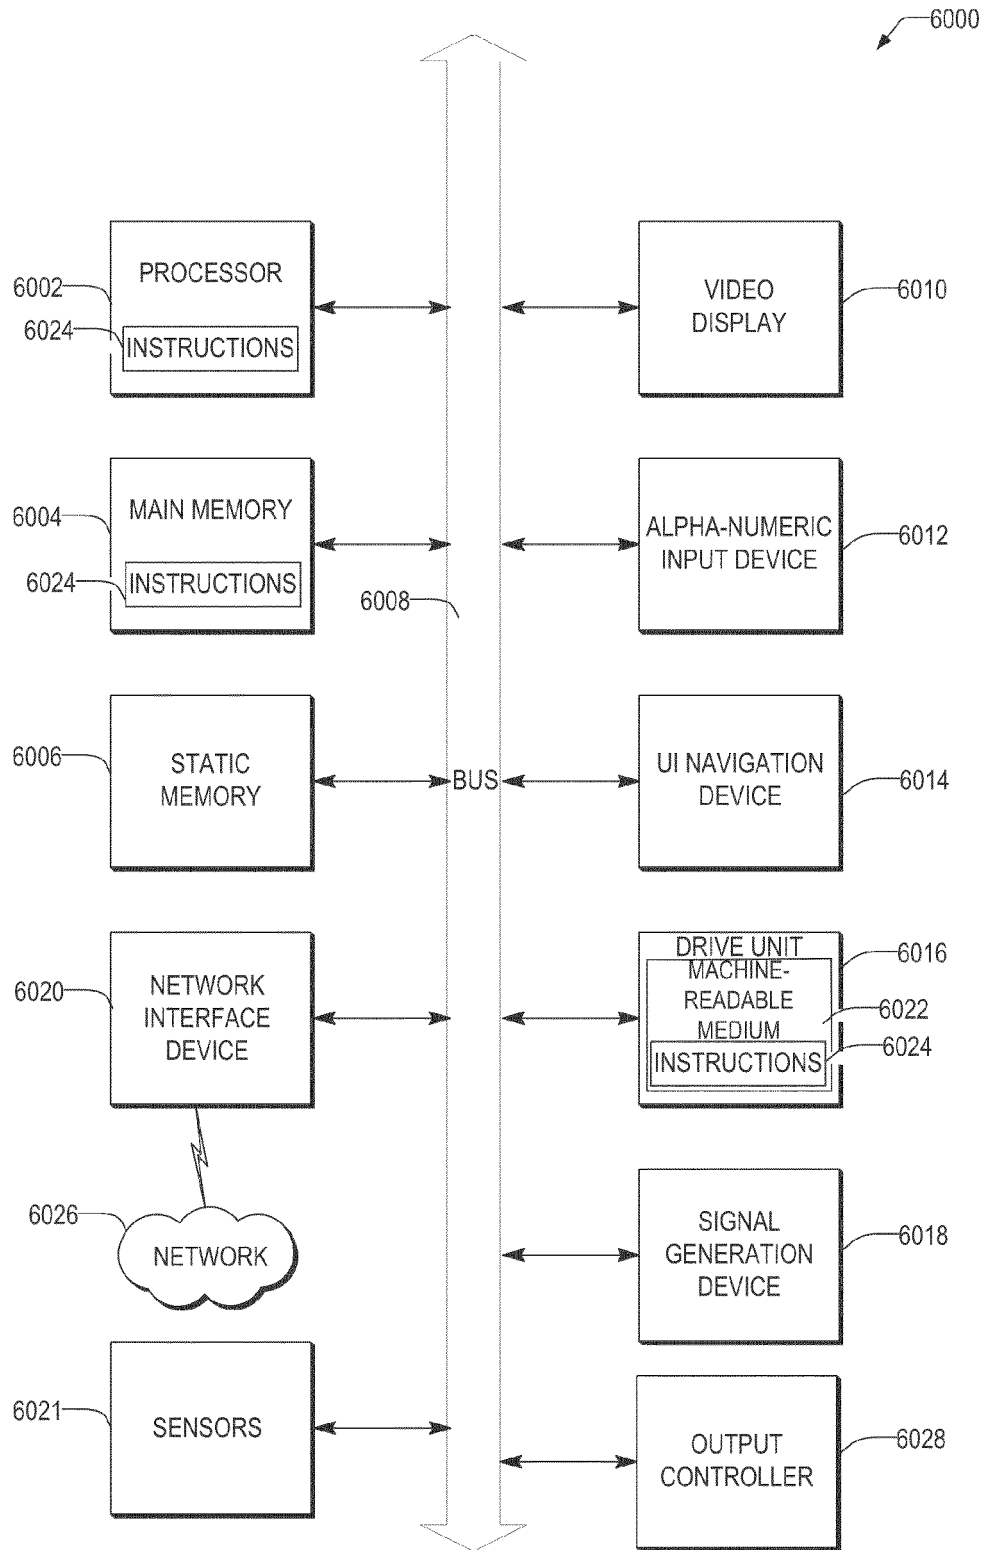 6000
PROCESSOR
6002
6024
INSTRUCTIONS
VIDEO
DISPLAY
6010
MAIN MEMORY
6004
6024
INSTRUCTIONS
ALPHA-NUMERIC
INPUT DEVICE
6012
6008
STATIC
MEMORY
6006
BUS
UI NAVIGATION
DEVICE
6014
NETWORK
INTERFACE
DEVICE
6020
DRIVE UNIT
MACHINE-
READABLE
MEDIUM
INSTRUCTIONS
6016
6022
6024
6026
NETWORK
SIGNAL
GENERATION
DEVICE
6018
6021
SENSORS
OUTPUT
CONTROLLER
6028